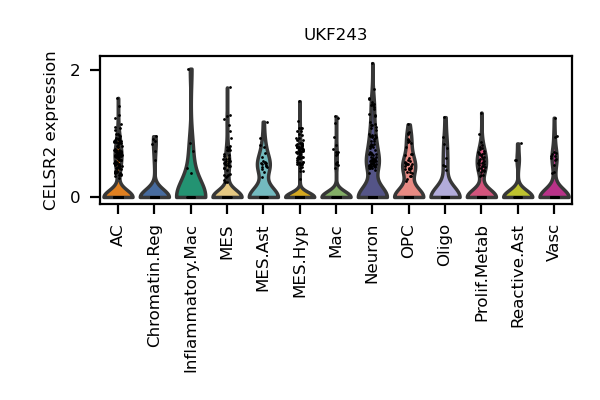 UKF243
CELSR2 expression
2
0
AC
Chromatin.Reg
Inflammatory.Mac
MES
MES.Ast
MES.Hyp
Mac
Neuron
OPC
Oligo
Prolif.Metab
Reactive.Ast
Vasc